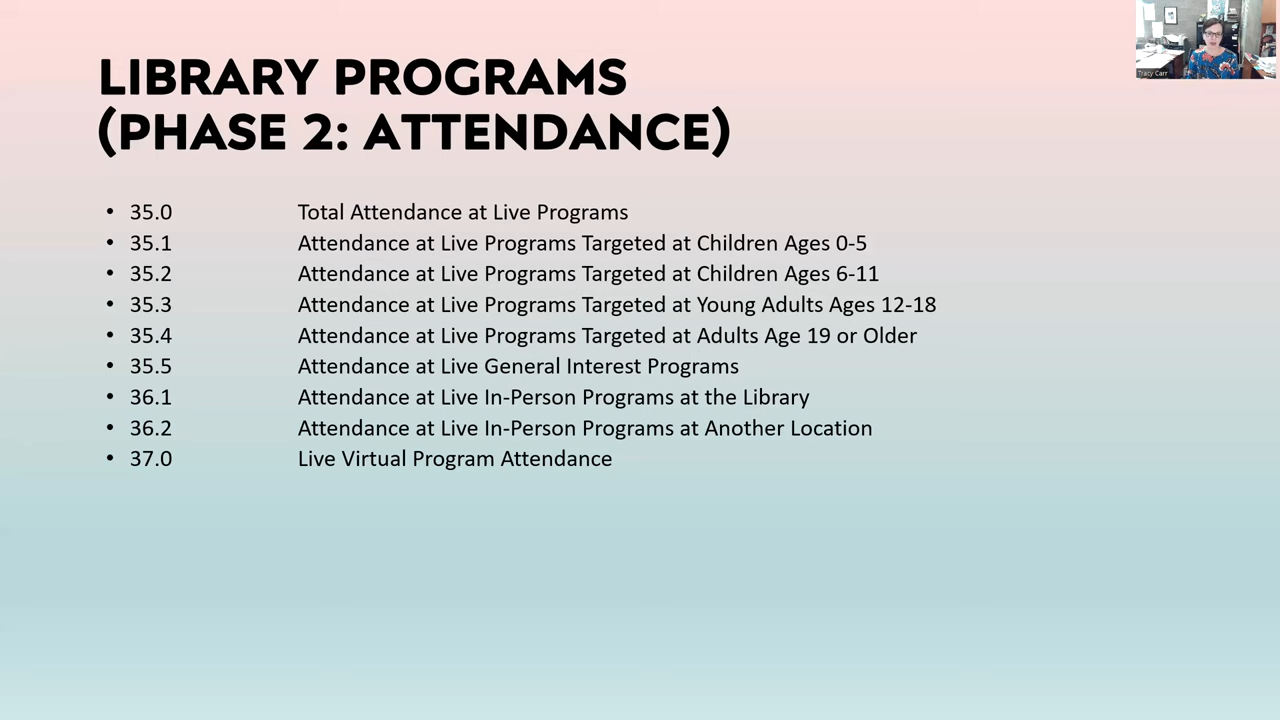 LIBRARY PROGRAMS
(PHASE 2: ATTENDANCE)
• 35.0 Total Attendance at Live Programs
• 35.1 Attendance at Live Programs Targeted at Children Ages 0-5
• 35.2 Attendance at Live Programs Targeted at Children Ages 6-11
• 35.3 Attendance at Live Programs Targeted at Young Adults Ages 12-18
• 35.4 Attendance at Live Programs Targeted at Adults Age 19 or Older
• 35.5 Attendance at Live General Interest Programs
• 36.1 Attendance at Live In-Person Programs at the Library
• 36.2 Attendance at Live In-Person Programs at Another Location
• 37.0 Live Virtual Program Attendance
Tracy Carr